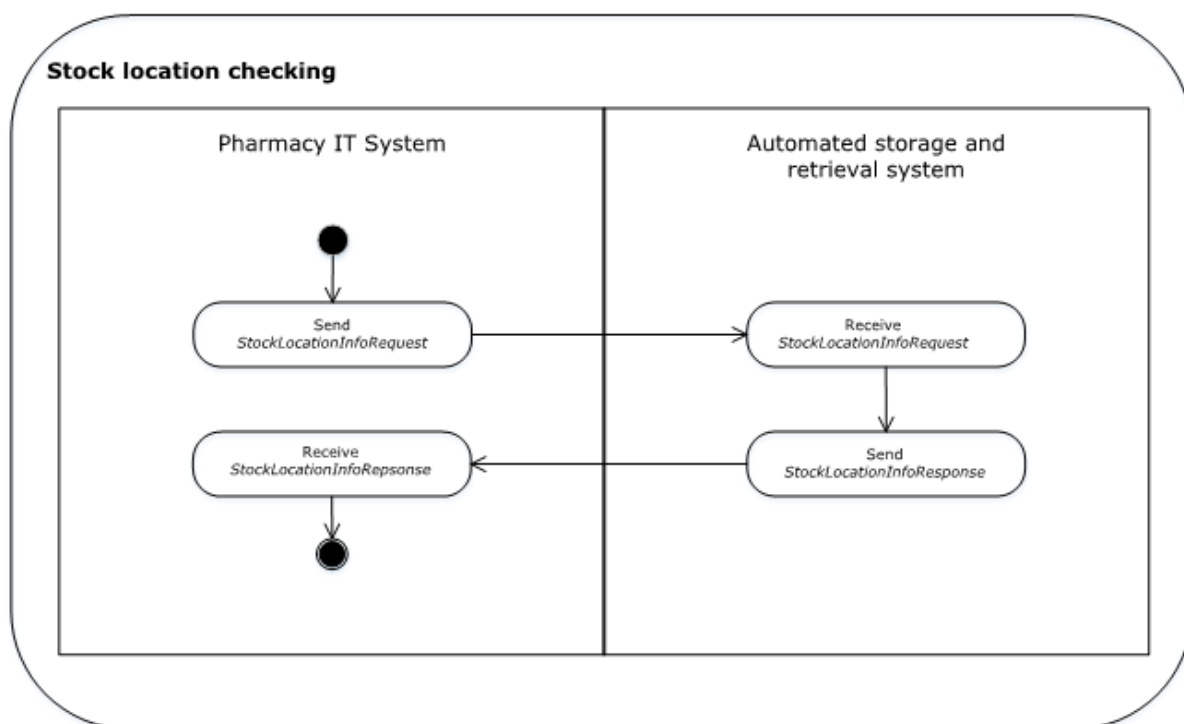 Stock location checking
Pharmacy IT System
Automated storage and
retrieval system
Send
StockLocationInfoRequest
Receive
StockLocationInfoRequest
Receive
StockLocationInfoRepsonse
Send
StockLocationInfoResponse